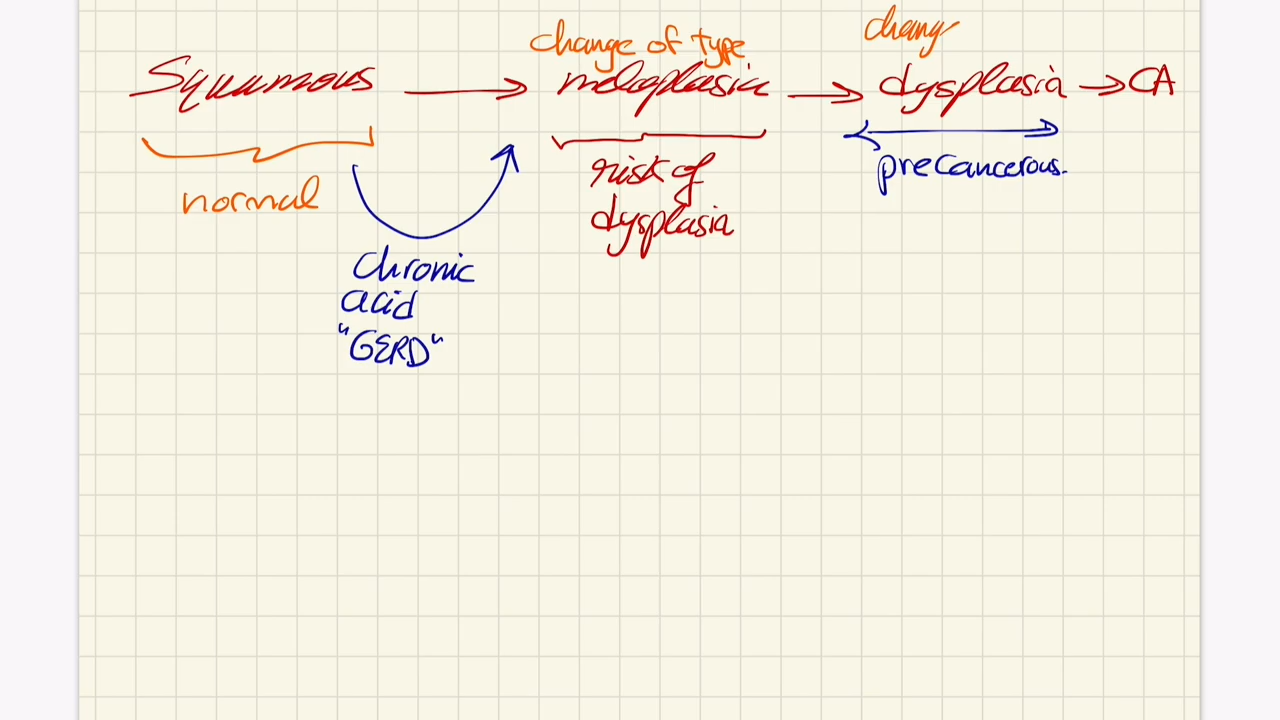 change of type
chang
Squamous → metaplasia → dysplasia → CA
normal
risk of
dysplasia
precancerous.
chronic
acid
"GERD"